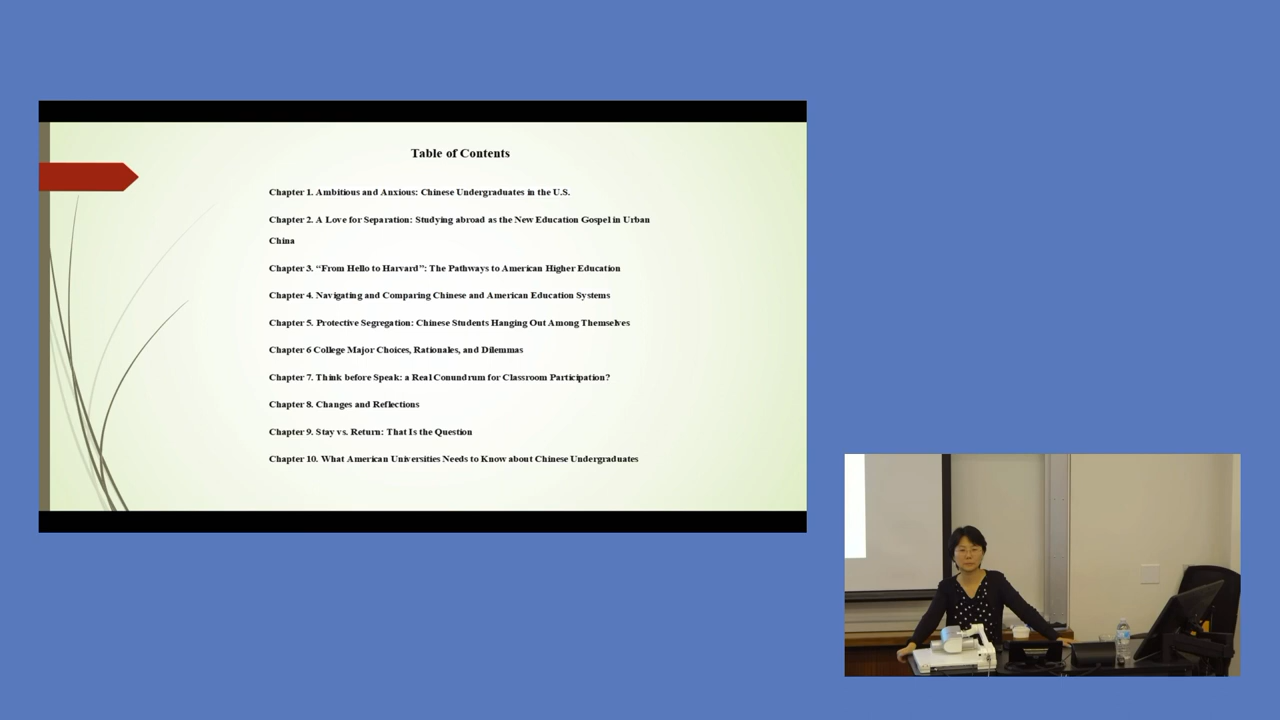 Table of Contents
Chapter 1. Ambitious and Anxious: Chinese Undergraduates in the U.S.
Chapter 2. A Love for Separation: Studying abroad as the New Education Gospel in Urban
China
Chapter 3. “From Hello to Harvard”: The Pathways to American Higher Education
Chapter 4. Navigating and Comparing Chinese and American Education Systems
Chapter 5. Protective Segregation: Chinese Students Hanging Out Among Themselves
Chapter 6 College Major Choices, Rationales, and Dilemmas
Chapter 7. Think before Speak: a Real Conundrum for Classroom Participation?
Chapter 8. Changes and Reflections
Chapter 9. Stay vs. Return: That Is the Question
Chapter 10. What American Universities Needs to Know about Chinese Undergraduates